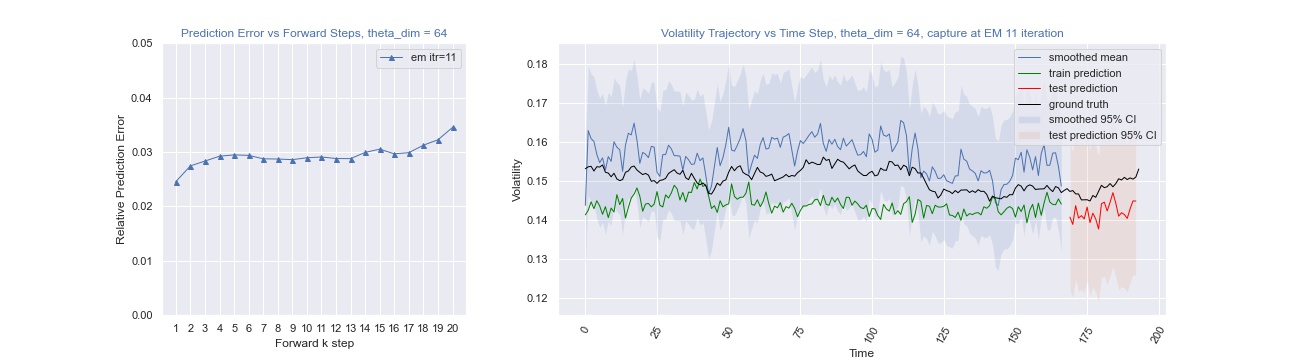 Prediction Error vs Forward Steps, theta_dim = 64
0.05
0.04
0.03
0.02
0.01
0.00
Relative Prediction Error
em itr=11
1 2 3 4 5 6 7 8 9 10 11 12 13 14 15 16 17 18 19 20
Forward k step
Volatility Trajectory vs Time Step, theta_dim = 64, capture at EM 11 iteration
0.18
0.17
0.16
0.15
0.14
0.13
0.12
Volatility
smoothed mean
train prediction
test prediction
ground truth
smoothed 95% CI
test prediction 95% CI
0 25 50 75 100 125 150 175 200
Time